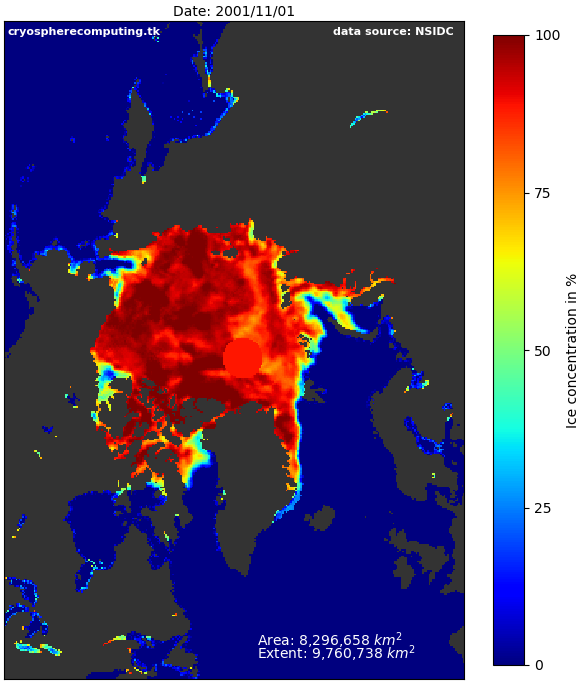 Date: 2001/11/01
cryospherecomputing.tk
data source: NSIDC
100
75
50
25
0
Ice concentration in %
Area: 8,296,658 km²
Extent: 9,760,738 km²